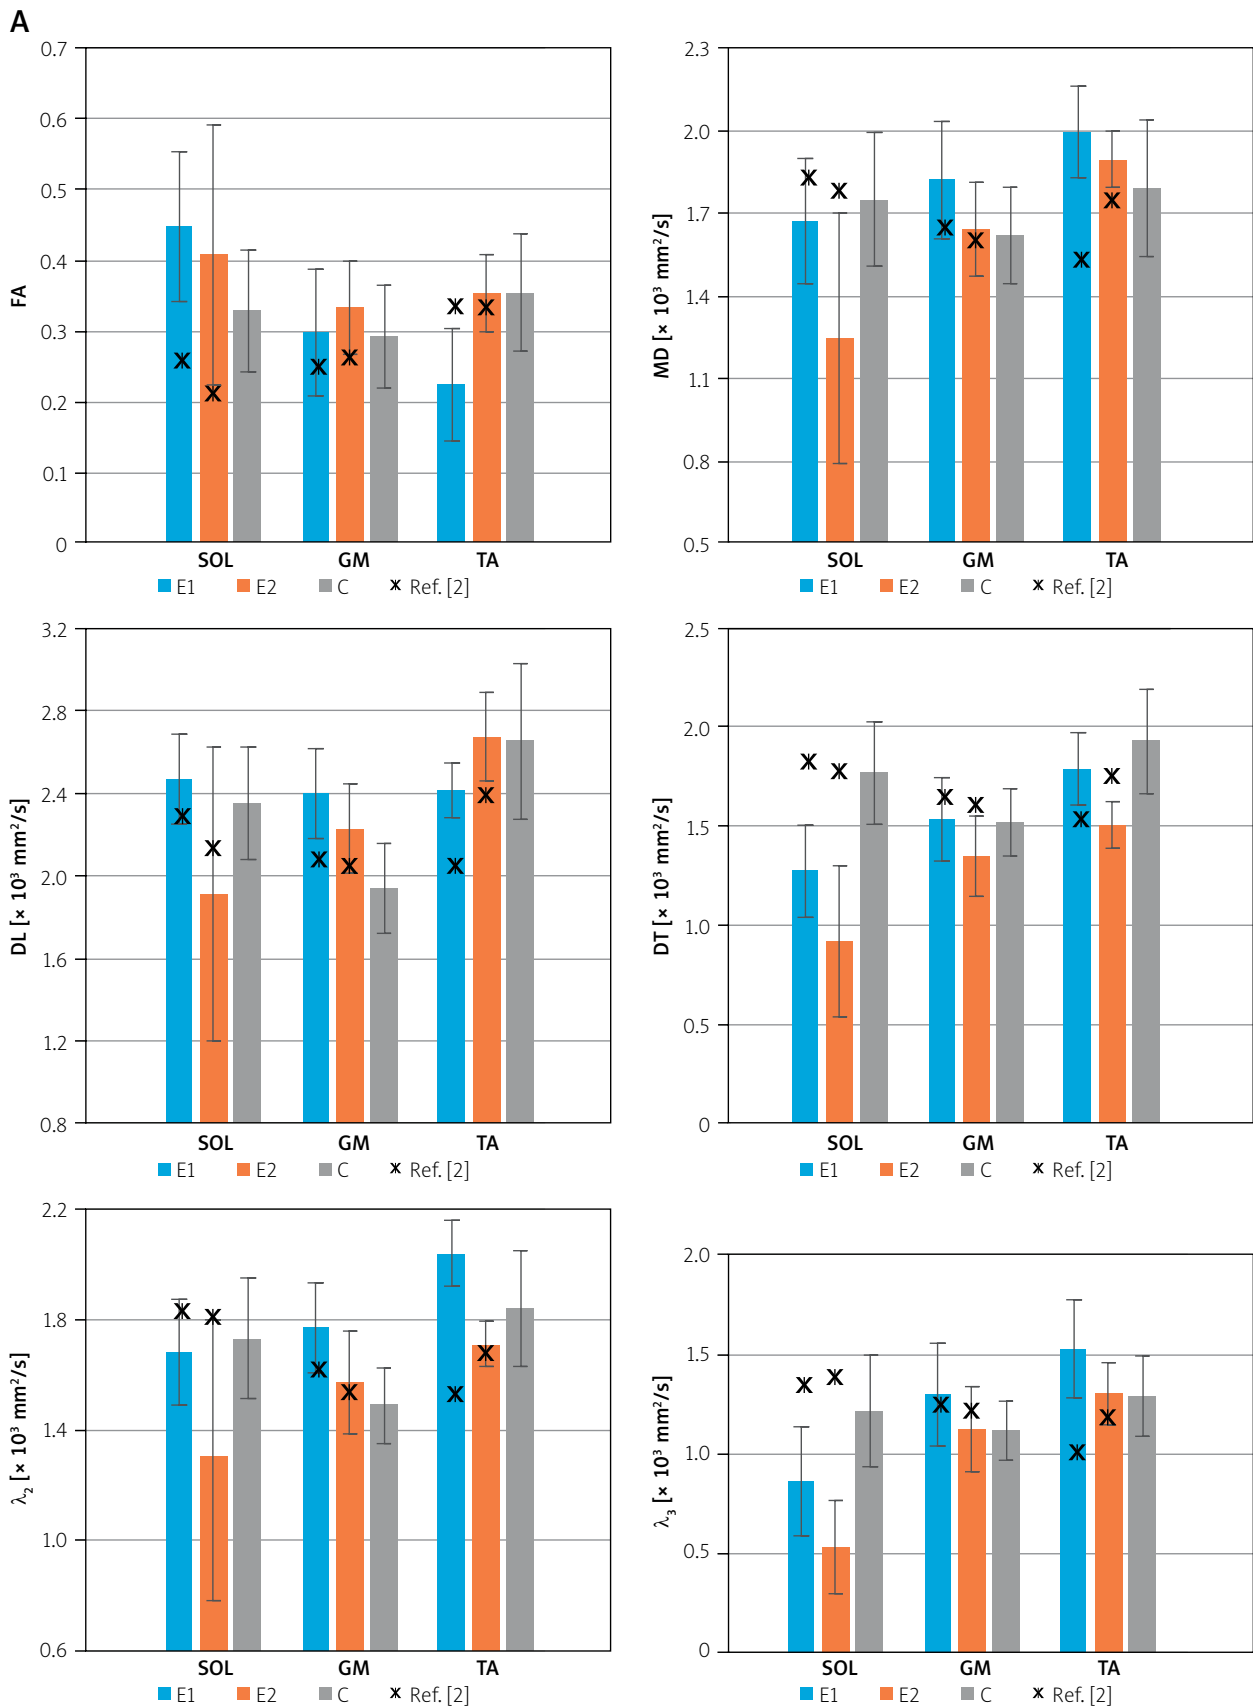 A
0.7
0.6
0.5
0.4
0.3
0.2
0.1
0
FA
SOL GM TA
E1 E2 C Ref. [2]
2.3
2.0
1.7
1.4
1.1
0.8
0.5
MD [× 10³ mm²/s]
SOL GM TA
E1 E2 C Ref. [2]
3.2
2.8
2.4
2.0
1.6
1.2
0.8
DL [× 10³ mm²/s]
SOL GM TA
E1 E2 C Ref. [2]
2.5
2.0
1.5
1.0
0.5
0
DT [× 10³ mm²/s]
SOL GM TA
E1 E2 C Ref. [2]
2.2
1.8
1.4
1.0
0.6
λ₂ [× 10³ mm²/s]
SOL GM TA
E1 E2 C Ref. [2]
2.0
1.5
1.0
0.5
0
λ₃ [× 10³ mm²/s]
SOL GM TA
E1 E2 C Ref. [2]